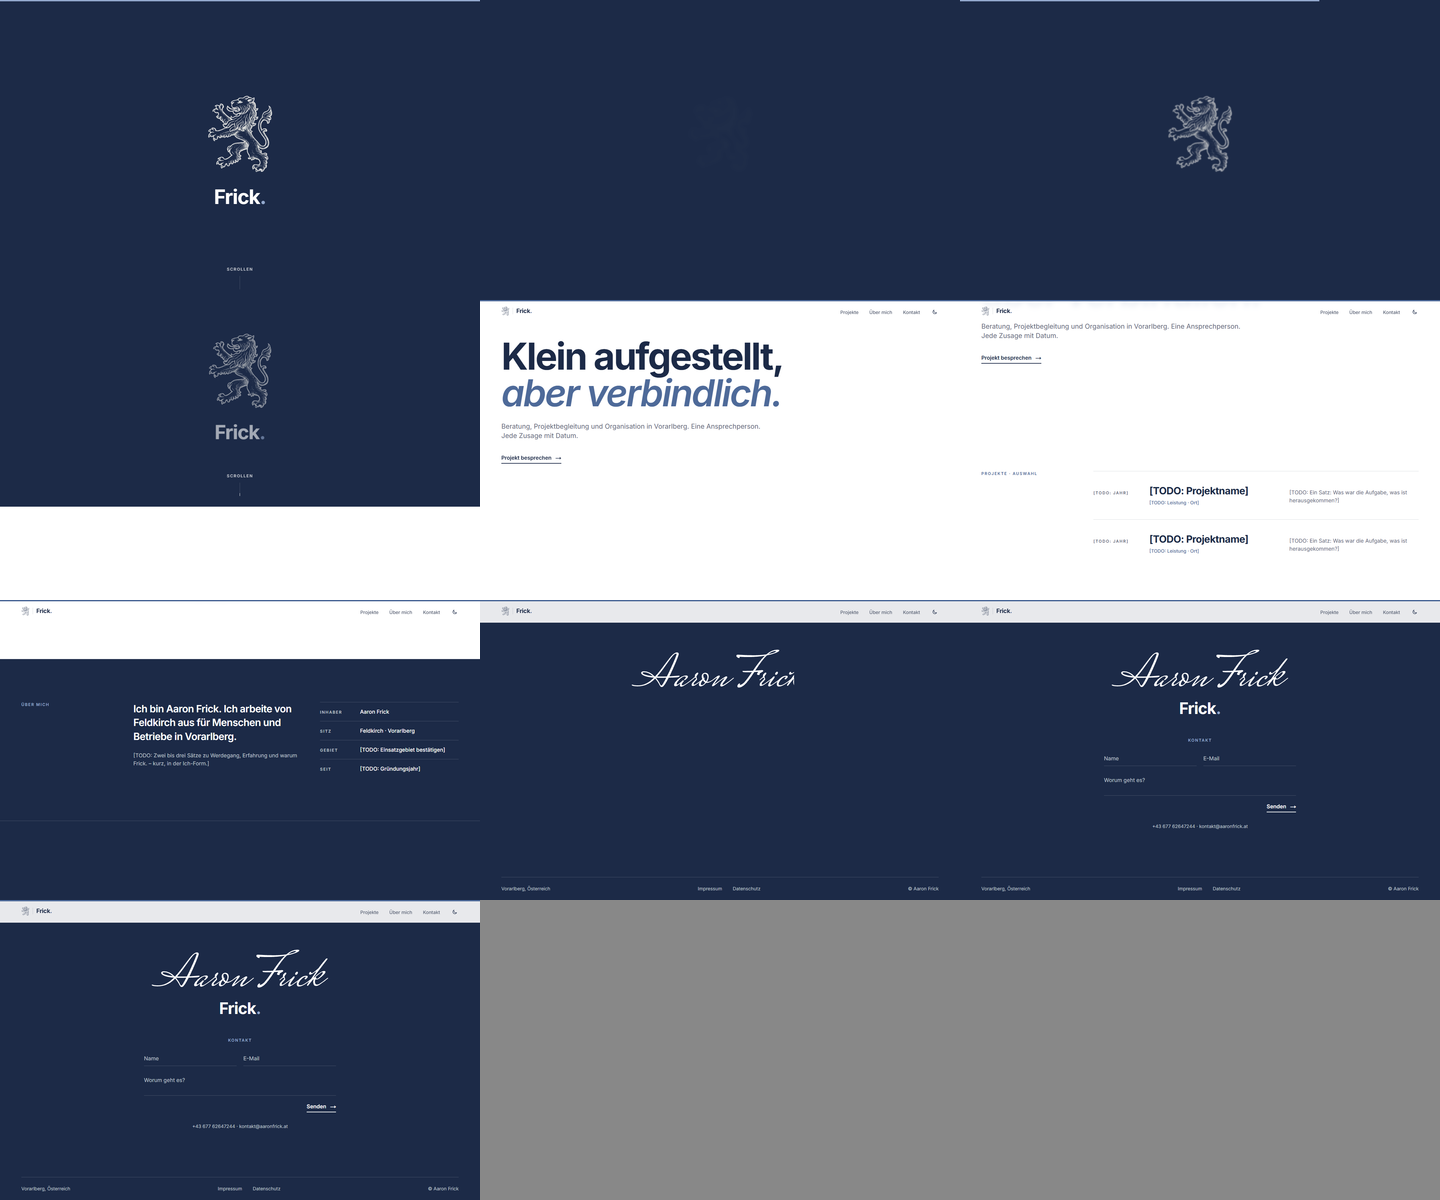 Frick.
SCROLLEN
Frick.
SCROLLEN
Frick.
Projekte Über mich Kontakt
Klein aufgestellt,
aber verbindlich.
Beratung, Projektbegleitung und Organisation in Vorarlberg. Eine Ansprechperson.
Jede Zusage mit Datum.
Projekt besprechen →
Frick.
Projekte Über mich Kontakt
Beratung, Projektbegleitung und Organisation in Vorarlberg. Eine Ansprechperson.
Jede Zusage mit Datum.
Projekt besprechen →
PROJEKTE · AUSWAHL
[TODO: JAHR]
[TODO: Projektname]
[TODO: Leistung · Ort]
[TODO: Ein Satz: Was war die Aufgabe, was ist
herausgekommen?]
[TODO: JAHR]
[TODO: Projektname]
[TODO: Leistung · Ort]
[TODO: Ein Satz: Was war die Aufgabe, was ist
herausgekommen?]
Frick.
Projekte Über mich Kontakt
ÜBER MICH
Ich bin Aaron Frick. Ich arbeite von
Feldkirch aus für Menschen und
Betriebe in Vorarlberg.
[TODO: Zwei bis drei Sätze zu Werdegang, Erfahrung und warum
Frick. – kurz, in der Ich-Form.]
INHABER Aaron Frick
SITZ Feldkirch · Vorarlberg
GEBIET [TODO: Einsatzgebiet bestätigen]
SEIT [TODO: Gründungsjahr]
Frick.
Projekte Über mich Kontakt
Aaron Frick
Vorarlberg, Österreich Impressum Datenschutz © Aaron Frick
Frick.
Projekte Über mich Kontakt
Aaron Frick
Frick.
KONTAKT
Name E-Mail
Worum geht es?
Senden →
+43 677 62647244 · kontakt@aaronfrick.at
Vorarlberg, Österreich Impressum Datenschutz © Aaron Frick
Frick.
Projekte Über mich Kontakt
Aaron Frick
Frick.
KONTAKT
Name E-Mail
Worum geht es?
Senden →
+43 677 62647244 · kontakt@aaronfrick.at
Vorarlberg, Österreich Impressum Datenschutz © Aaron Frick